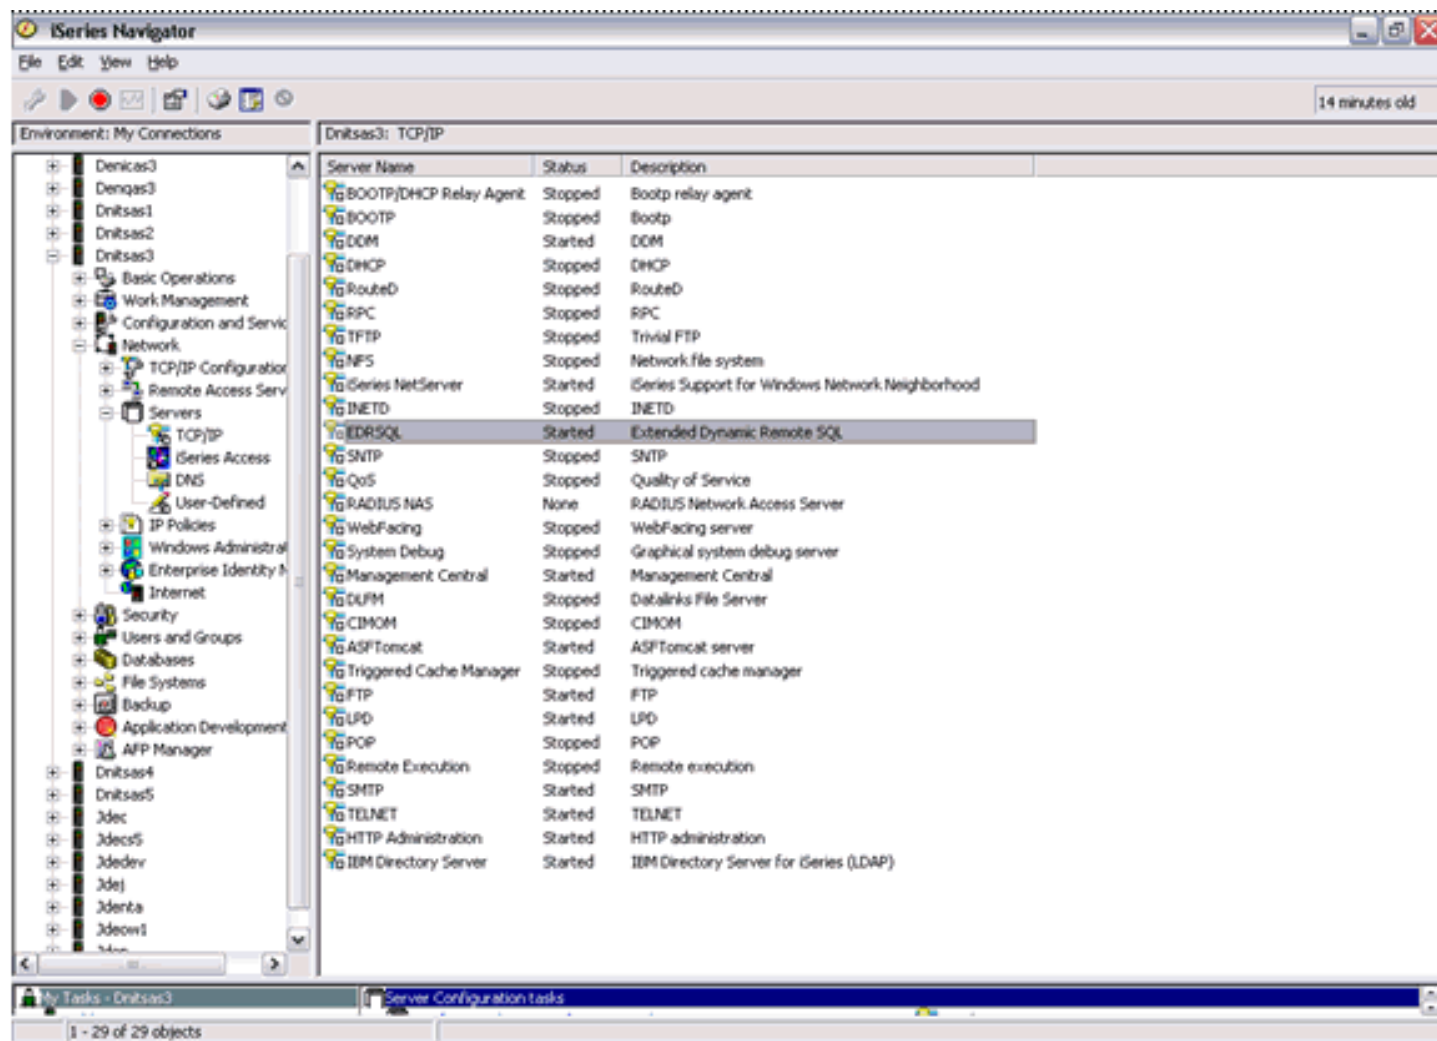 iSeries Navigator
File Edit View Help
14 minutes old
Environment: My Connections
Dnitsas3: TCP/IP
Denicas3
Denqas3
Dnitsas1
Dnitsas2
Dnitsas3
Basic Operations
Work Management
Configuration and Servic
Network
TCP/IP Configuration
Remote Access Serv
Servers
TCP/IP
iSeries Access
DNS
User-Defined
IP Policies
Windows Administrat
Enterprise Identity M
Internet
Security
Users and Groups
Databases
File Systems
Backup
Application Development
AFP Manager
Dnitsas4
Dnitsas5
Jdec
Jdecs5
Jdedev
Jdej
Jdenta
Jdeow1
Server Name Status Description
BOOTP/DHCP Relay Agent Stopped Bootp relay agent
BOOTP Stopped Bootp
DDM Started DDM
DHCP Stopped DHCP
RouteD Stopped RouteD
RPC Stopped RPC
TFTP Stopped Trivial FTP
NFS Stopped Network file system
iSeries NetServer Started iSeries Support for Windows Network Neighborhood
INETD Stopped INETD
EDRSQL Started Extended Dynamic Remote SQL
SNTP Stopped SNTP
QoS Stopped Quality of Service
RADIUS NAS None RADIUS Network Access Server
WebFacing Stopped WebFacing server
System Debug Stopped Graphical system debug server
Management Central Started Management Central
DLFM Stopped Datalinks File Server
CIMOM Stopped CIMOM
ASFTomcat Started ASFTomcat server
Triggered Cache Manager Stopped Triggered cache manager
FTP Started FTP
LPD Started LPD
POP Stopped POP
Remote Execution Stopped Remote execution
SMTP Started SMTP
TELNET Started TELNET
HTTP Administration Started HTTP administration
IBM Directory Server Started IBM Directory Server for iSeries (LDAP)
My Tasks - Dnitsas3
Server Configuration tasks
1 - 29 of 29 objects